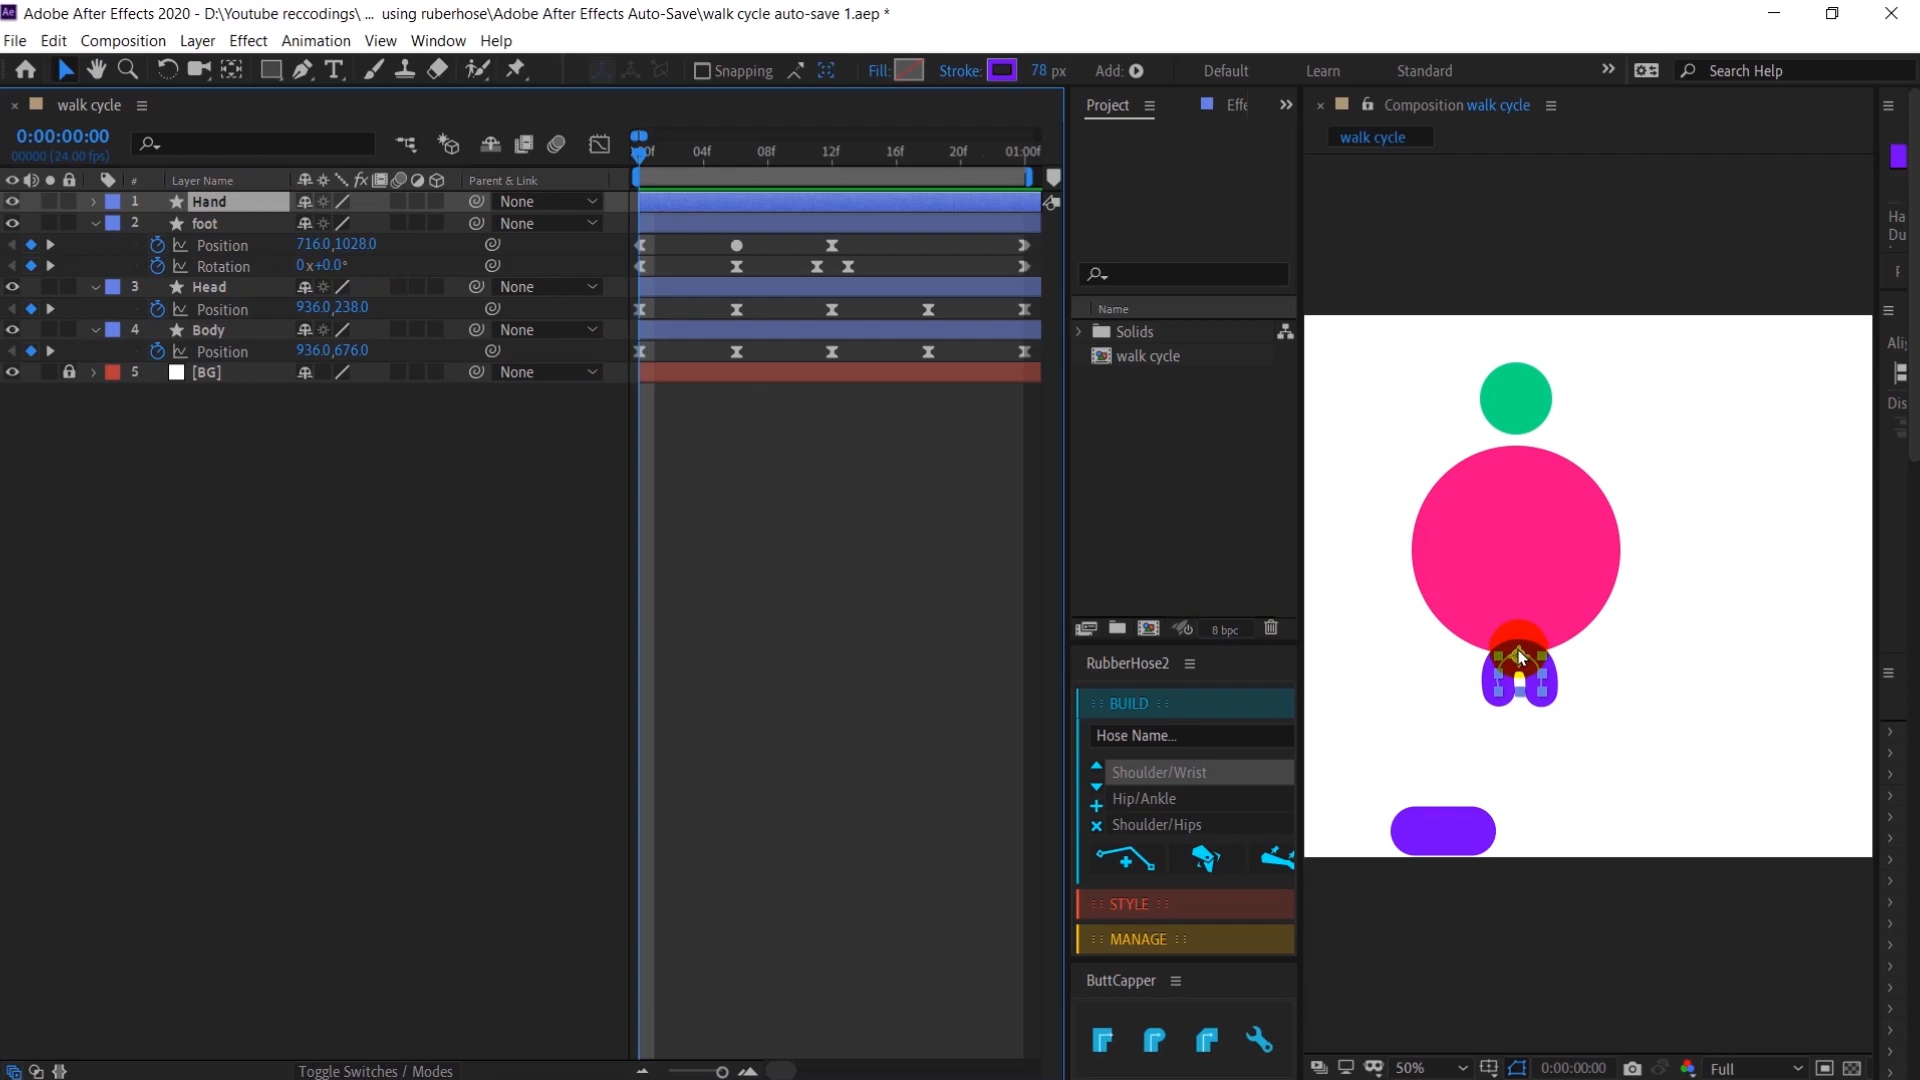 Adobe After Effects 2020 - D:\Youtube reccodings\ ... using ruberhose\Adobe After Effects Auto-Save\walk cycle auto-save 1.aep *
File Edit Composition Layer Effect Animation View Window Help
Snapping Fill: Stroke: 78 px Add: Default Learn Standard Search Help
walk cycle
Project
Composition walk cycle
0:00:00:00
00000 (24.00 fps)
walk cycle
04f 08f 12f 16f 20f 01:00f
# Layer Name Parent & Link
1 Hand None
2 foot None
Position 716.0,1028.0
Rotation 0x+0.0°
3 Head None
Position 936.0,238.0
4 Body None
Position 936.0,676.0
5 [BG] None
Name
Solids
walk cycle
8 bpc
RubberHose2
BUILD
Hose Name...
Shoulder/Wrist
Hip/Ankle
Shoulder/Hips
STYLE
MANAGE
ButtCapper
Toggle Switches / Modes
50% 0:00:00:00 Full